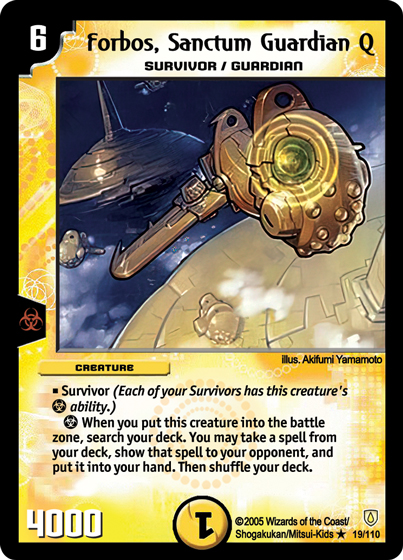 6 Forbos, Sanctum Guardian Q
SURVIVOR / GUARDIAN
illus. Akifumi Yamamoto
CREATURE
▪ Survivor (Each of your Survivors has this creature's
☣ ability.)
☣ When you put this creature into the battle
zone, search your deck. You may take a spell from
your deck, show that spell to your opponent, and
put it into your hand. Then shuffle your deck.
4000
1
©2005 Wizards of the Coast/
Shogakukan/Mitsui-Kids ★ 19/110